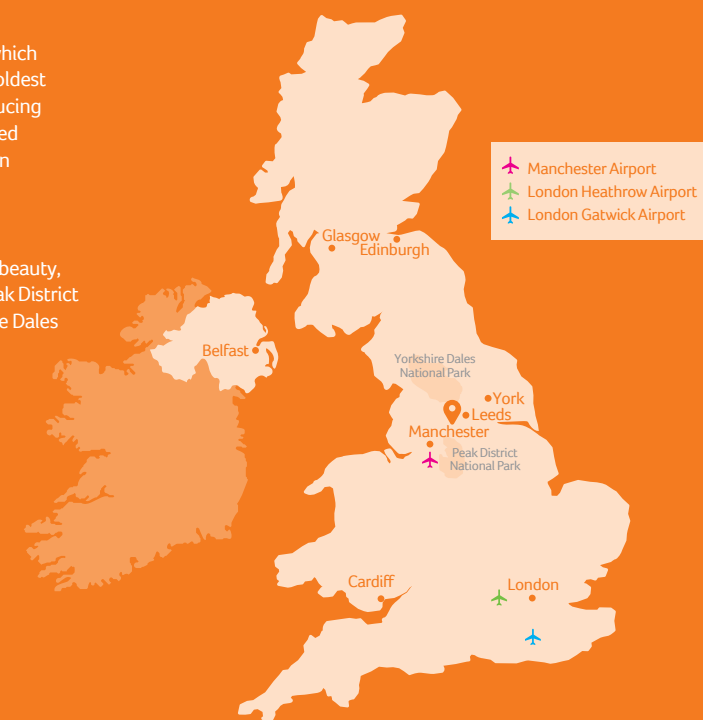 which
oldest
ucing
ed
n
beauty,
ak District
e Dales
Manchester Airport
London Heathrow Airport
London Gatwick Airport
Glasgow
Edinburgh
Belfast
Yorkshire Dales
National Park
York
Leeds
Manchester
Peak District
National Park
Cardiff
London